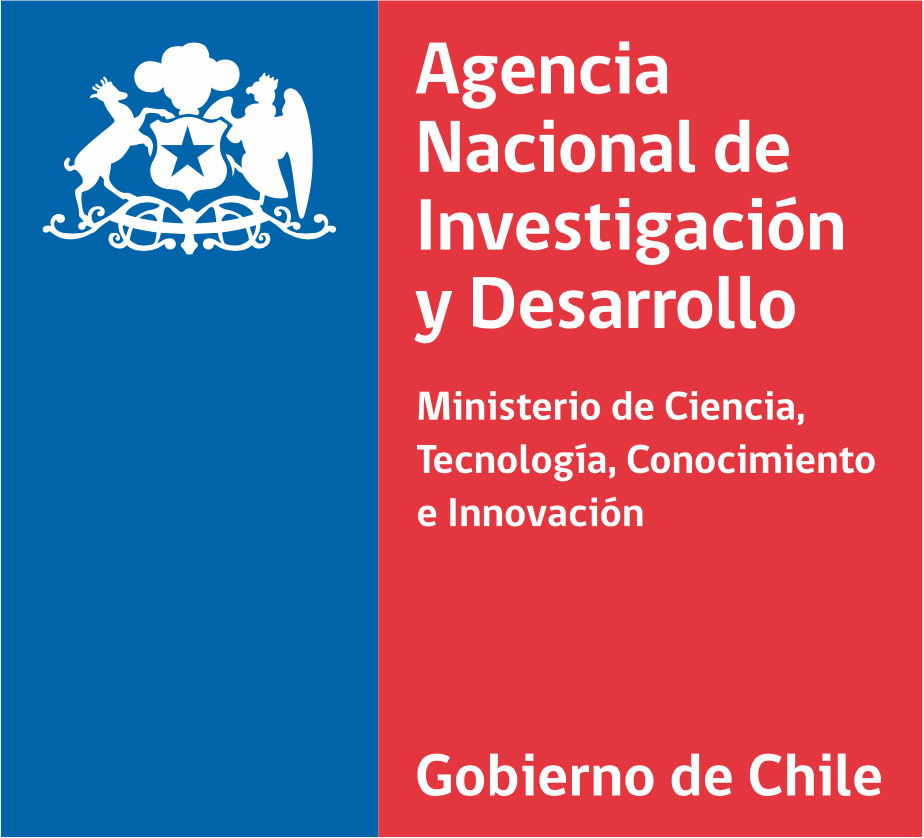 Agencia
Nacional de
Investigación
y Desarrollo
Ministerio de Ciencia,
Tecnología, Conocimiento
e Innovación
Gobierno de Chile